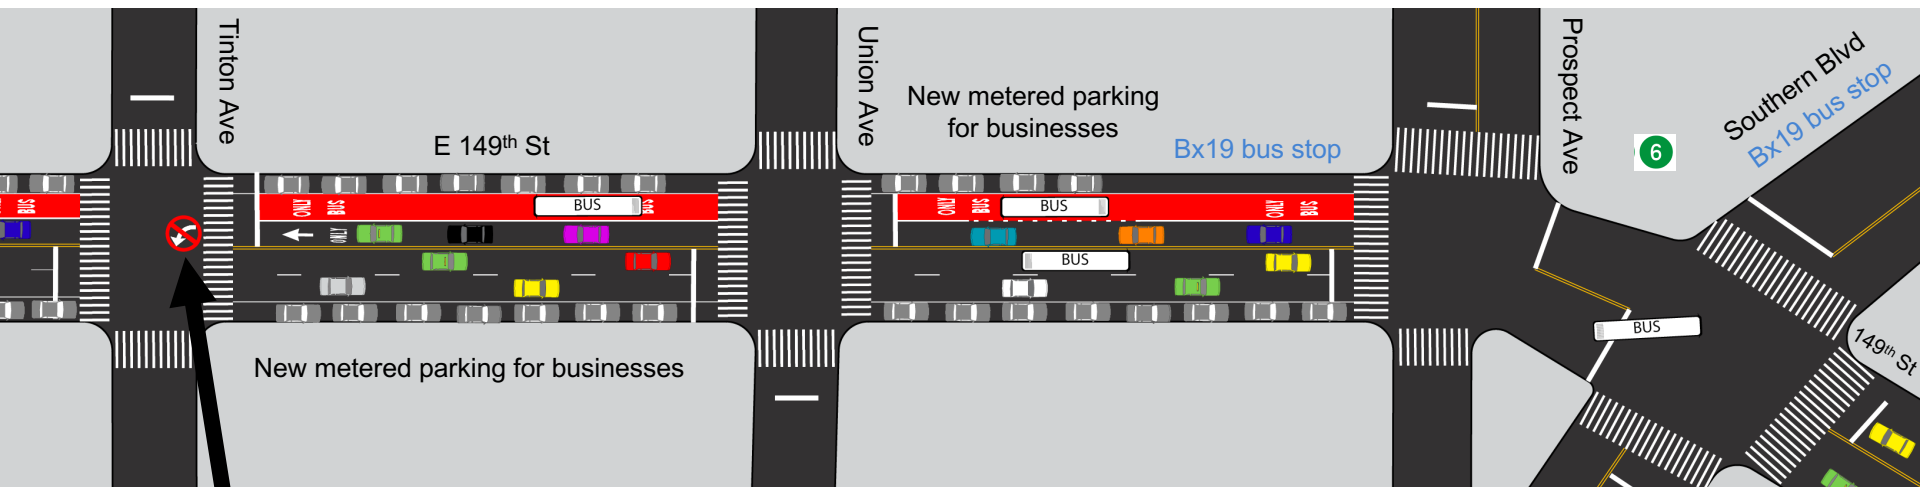 Tinton Ave
E 149th St
New metered parking for businesses
Union Ave
New metered parking
for businesses
Bx19 bus stop
Prospect Ave
6
Southern Blvd
Bx19 bus stop
149th St
BUS
ONLY
BUS
BUS
BUS
ONLY
ONLY
BUS
BUS
ONLY
BUS
BUS
BUS